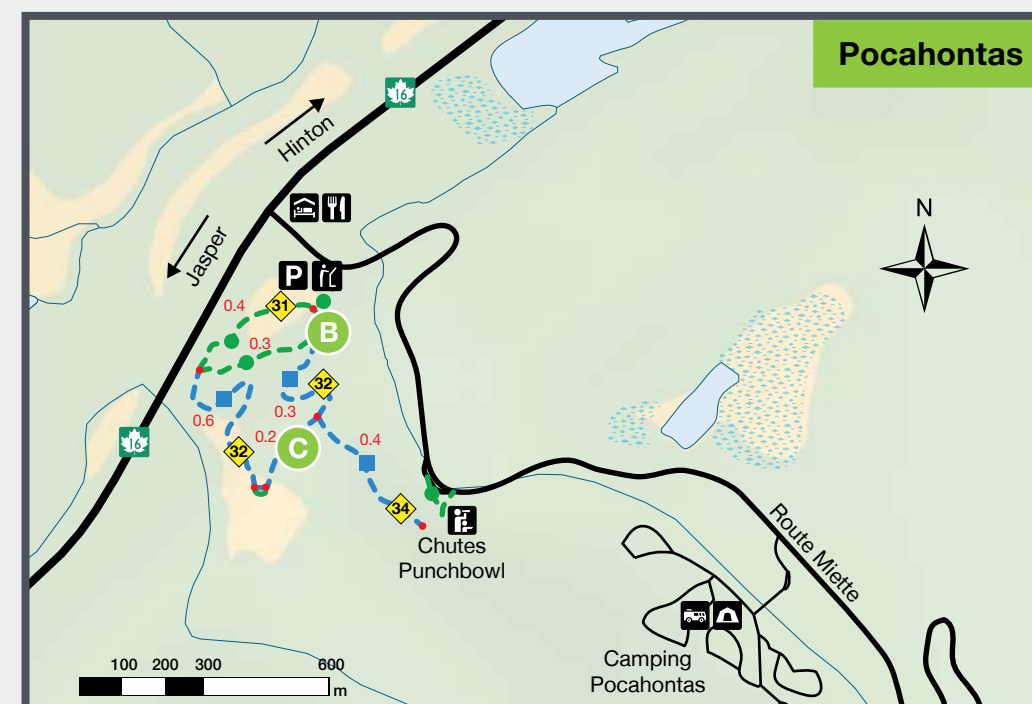 Pocahontas
16
Hinton
Jasper
N
P
0.4
31
B
0.3
32
0.3
0.6
0.2
32
C
0.4
16
34
Chutes
Punchbowl
Route Miette
Camping
Pocahontas
100 200 300 600
m